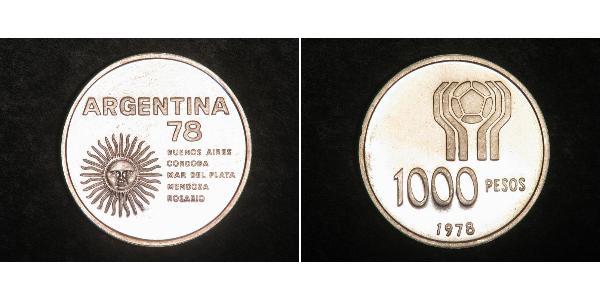 ARGENTINA
78
BUENOS AIRES
CORDOBA
MAR DEL PLATA
MENDOZA
ROSARIO
1000 PESOS
1978